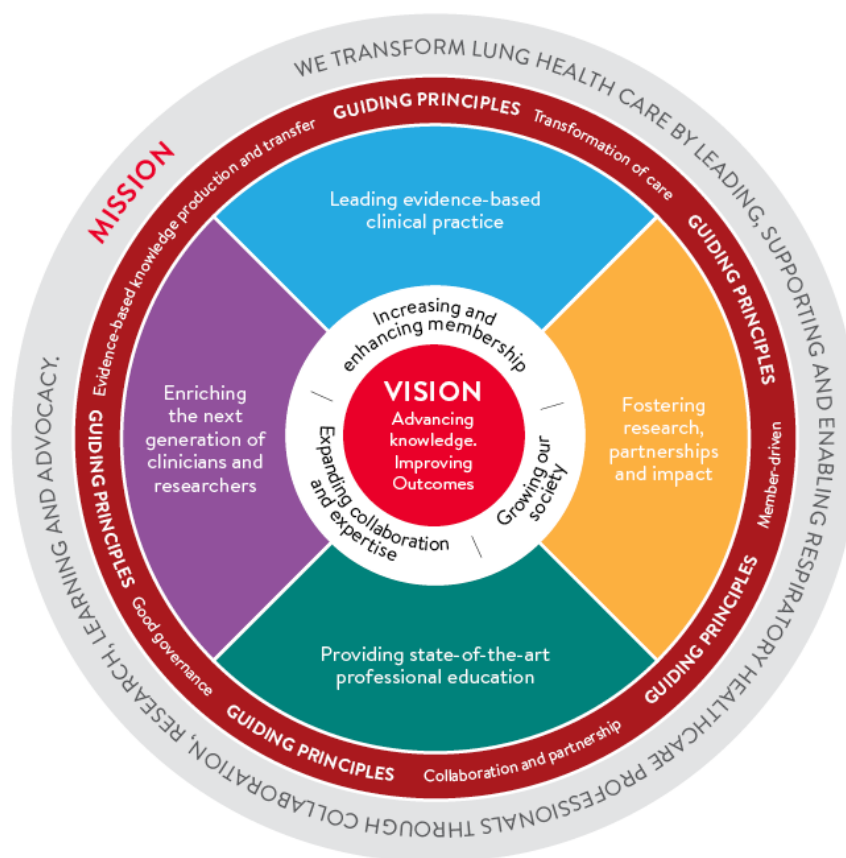 MISSION
WE TRANSFORM LUNG HEALTH CARE BY LEADING, SUPPORTING AND ENABLING RESPIRATORY HEALTHCARE PROFESSIONALS THROUGH COLLABORATION, RESEARCH, LEARNING AND ADVOCACY.
GUIDING PRINCIPLES
Transformation of care
GUIDING PRINCIPLES
Member-driven
GUIDING PRINCIPLES
Collaboration and partnership
GUIDING PRINCIPLES
Good governance
GUIDING PRINCIPLES
Evidence-based knowledge production and transfer
Leading evidence-based
clinical practice
Fostering
research,
partnerships
and impact
Providing state-of-the-art
professional education
Enriching
the next
generation of
clinicians and
researchers
Increasing and
enhancing membership
Growing our
society
Expanding collaboration
and expertise
VISION
Advancing
knowledge.
Improving
Outcomes